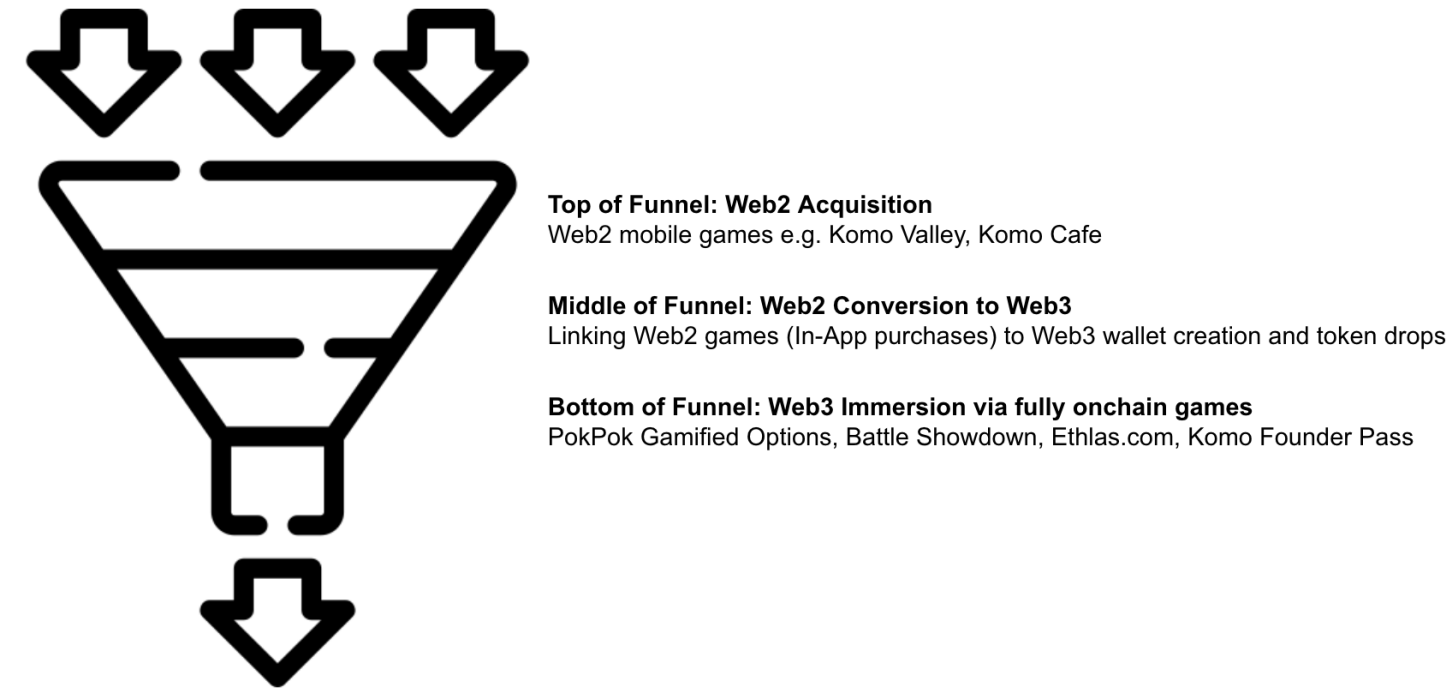 Top of Funnel: Web2 Acquisition
Web2 mobile games e.g. Komo Valley, Komo Cafe
Middle of Funnel: Web2 Conversion to Web3
Linking Web2 games (In-App purchases) to Web3 wallet creation and token drops
Bottom of Funnel: Web3 Immersion via fully onchain games
PokPok Gamified Options, Battle Showdown, Ethlas.com, Komo Founder Pass